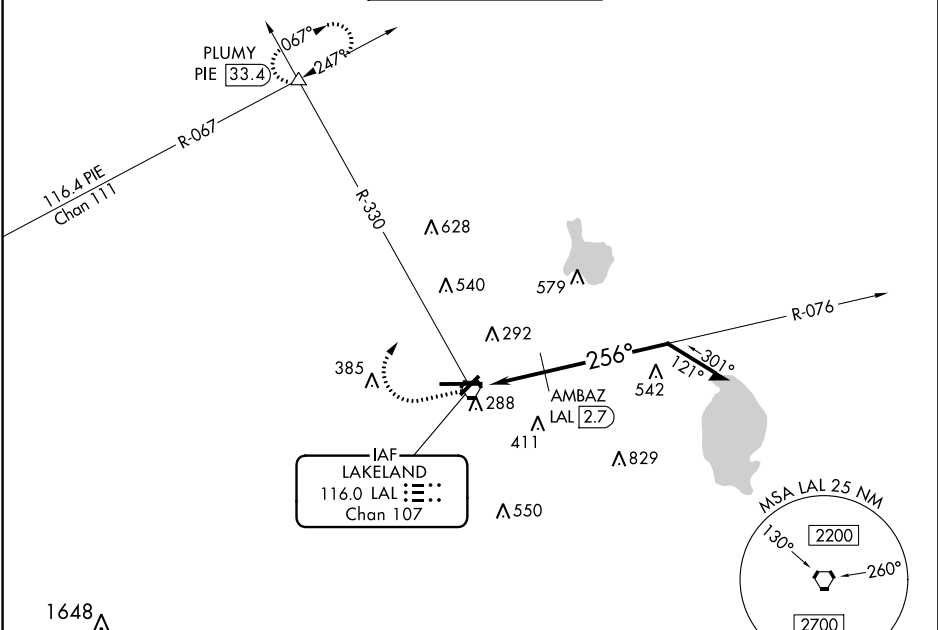 067°
247°
PLUMY
PIE 33.4
R-067
116.4 PIE
Chan 111
R-330
628
540
579
292
R-076
256°
301°
121°
385
542
AMBAZ
LAL 2.7
288
411
829
IAF
LAKELAND
116.0 LAL
Chan 107
550
MSA LAL 25 NM
2200
130°
260°
2700
1648